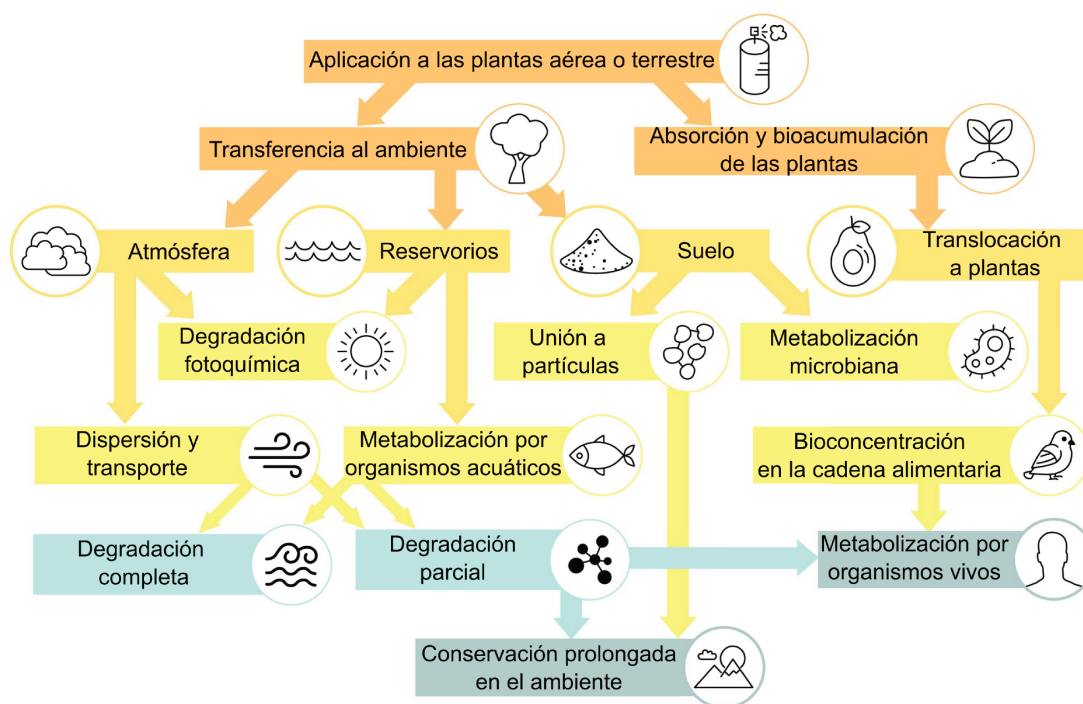 Aplicación a las plantas aérea o terrestre
Transferencia al ambiente
Absorción y bioacumulación
de las plantas
Atmósfera
Reservorios
Suelo
Translocación
a plantas
Degradación
fotoquímica
Unión a
partículas
Metabolización
microbiana
Dispersión y
transporte
Metabolización por
organismos acuáticos
Bioconcentración
en la cadena alimentaria
Degradación
completa
Degradación
parcial
Metabolización por
organismos vivos
Conservación prolongada
en el ambiente